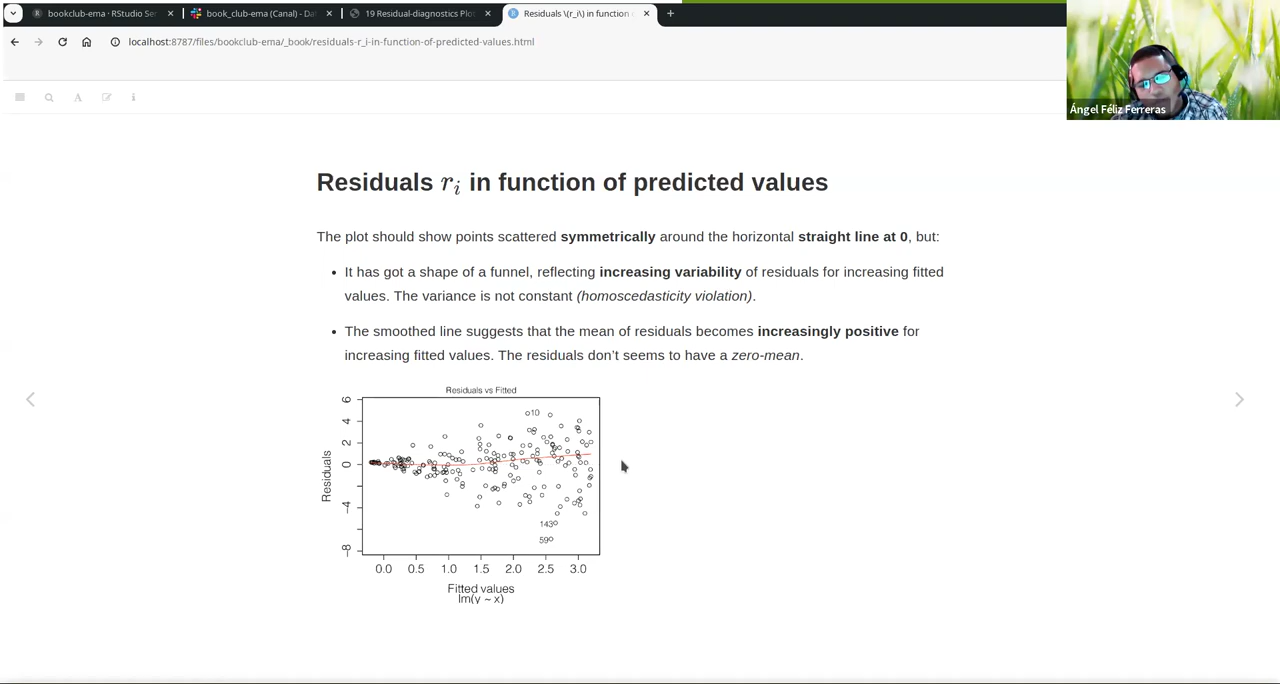 bookclub-ema · RStudio Ser
book_club-ema (Canal) - Da
19 Residual-diagnostics Plo
Residuals \(r_i\) in function
localhost:8787/files/bookclub-ema/_book/residuals-r_i-in-function-of-predicted-values.html
Ángel Féliz Ferreras
Residuals r_i in function of predicted values
The plot should show points scattered symmetrically around the horizontal straight line at 0, but:
• It has got a shape of a funnel, reflecting increasing variability of residuals for increasing fitted
values. The variance is not constant (homoscedasticity violation).
• The smoothed line suggests that the mean of residuals becomes increasingly positive for
increasing fitted values. The residuals don't seems to have a zero-mean.
Residuals vs Fitted
Residuals
6
4
2
0
-4
-8
10
143
59
0.0 0.5 1.0 1.5 2.0 2.5 3.0
Fitted values
lm(y ~ x)